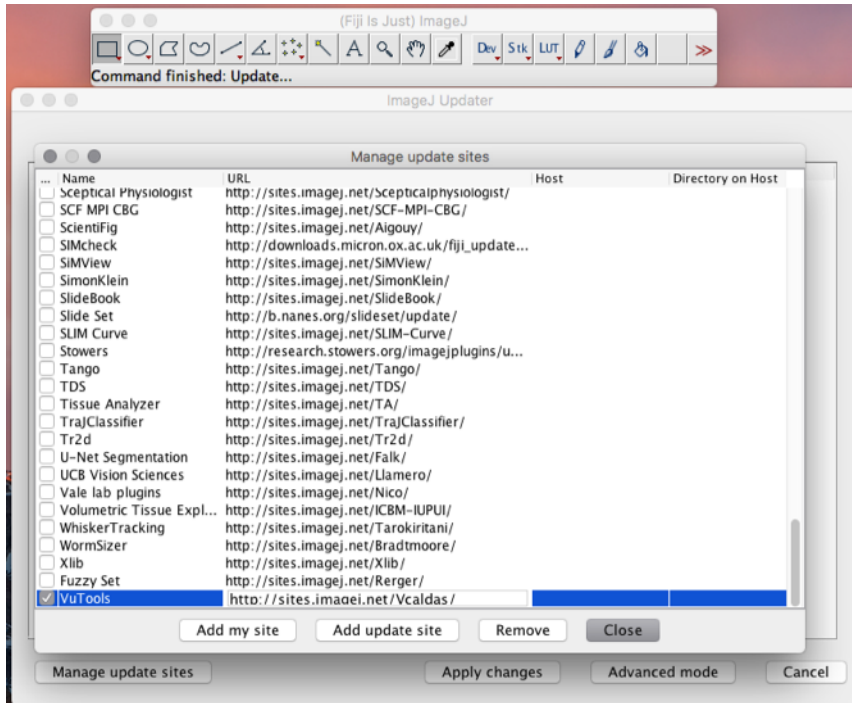 (Fiji Is Just) ImageJ
A Dev Stk LUT >>
Command finished: Update...
ImageJ Updater
Manage update sites
... Name URL Host Directory on Host
Sceptical Physiologist http://sites.imagej.net/Scepticalphysiologist/
SCF MPI CBG http://sites.imagej.net/SCF-MPI-CBG/
ScientiFig http://sites.imagej.net/Aigouy/
SIMcheck http://downloads.micron.ox.ac.uk/fiji_update...
SiMView http://sites.imagej.net/SiMView/
SimonKlein http://sites.imagej.net/SimonKlein/
SlideBook http://sites.imagej.net/SlideBook/
Slide Set http://b.nanes.org/slideset/update/
SLIM Curve http://sites.imagej.net/SLIM-Curve/
Stowers http://research.stowers.org/imagejplugins/u...
Tango http://sites.imagej.net/Tango/
TDS http://sites.imagej.net/TDS/
Tissue Analyzer http://sites.imagej.net/TA/
TraJClassifier http://sites.imagej.net/TraJClassifier/
Tr2d http://sites.imagej.net/Tr2d/
U-Net Segmentation http://sites.imagej.net/Falk/
UCB Vision Sciences http://sites.imagej.net/Llamero/
Vale lab plugins http://sites.imagej.net/Nico/
Volumetric Tissue Expl... http://sites.imagej.net/ICBM-IUPUI/
WhiskerTracking http://sites.imagej.net/Tarokiritani/
WormSizer http://sites.imagej.net/Bradtmoore/
Xlib http://sites.imagej.net/Xlib/
Fuzzy Set http://sites.imagej.net/Rerger/
VuTools http://sites.imagej.net/Vcaldas/
Add my site Add update site Remove Close
Manage update sites Apply changes Advanced mode Cancel